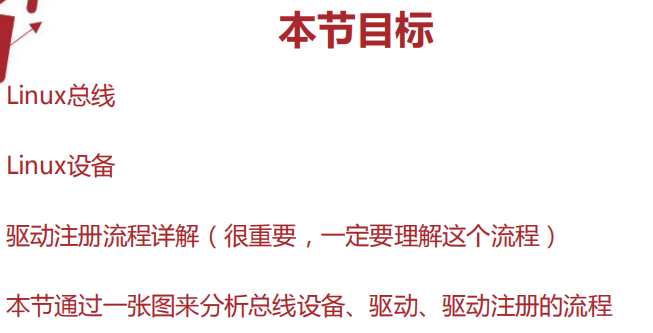 本节目标
Linux总线
Linux设备
驱动注册流程详解（很重要，一定要理解这个流程）
本节通过一张图来分析总线设备、驱动、驱动注册的流程